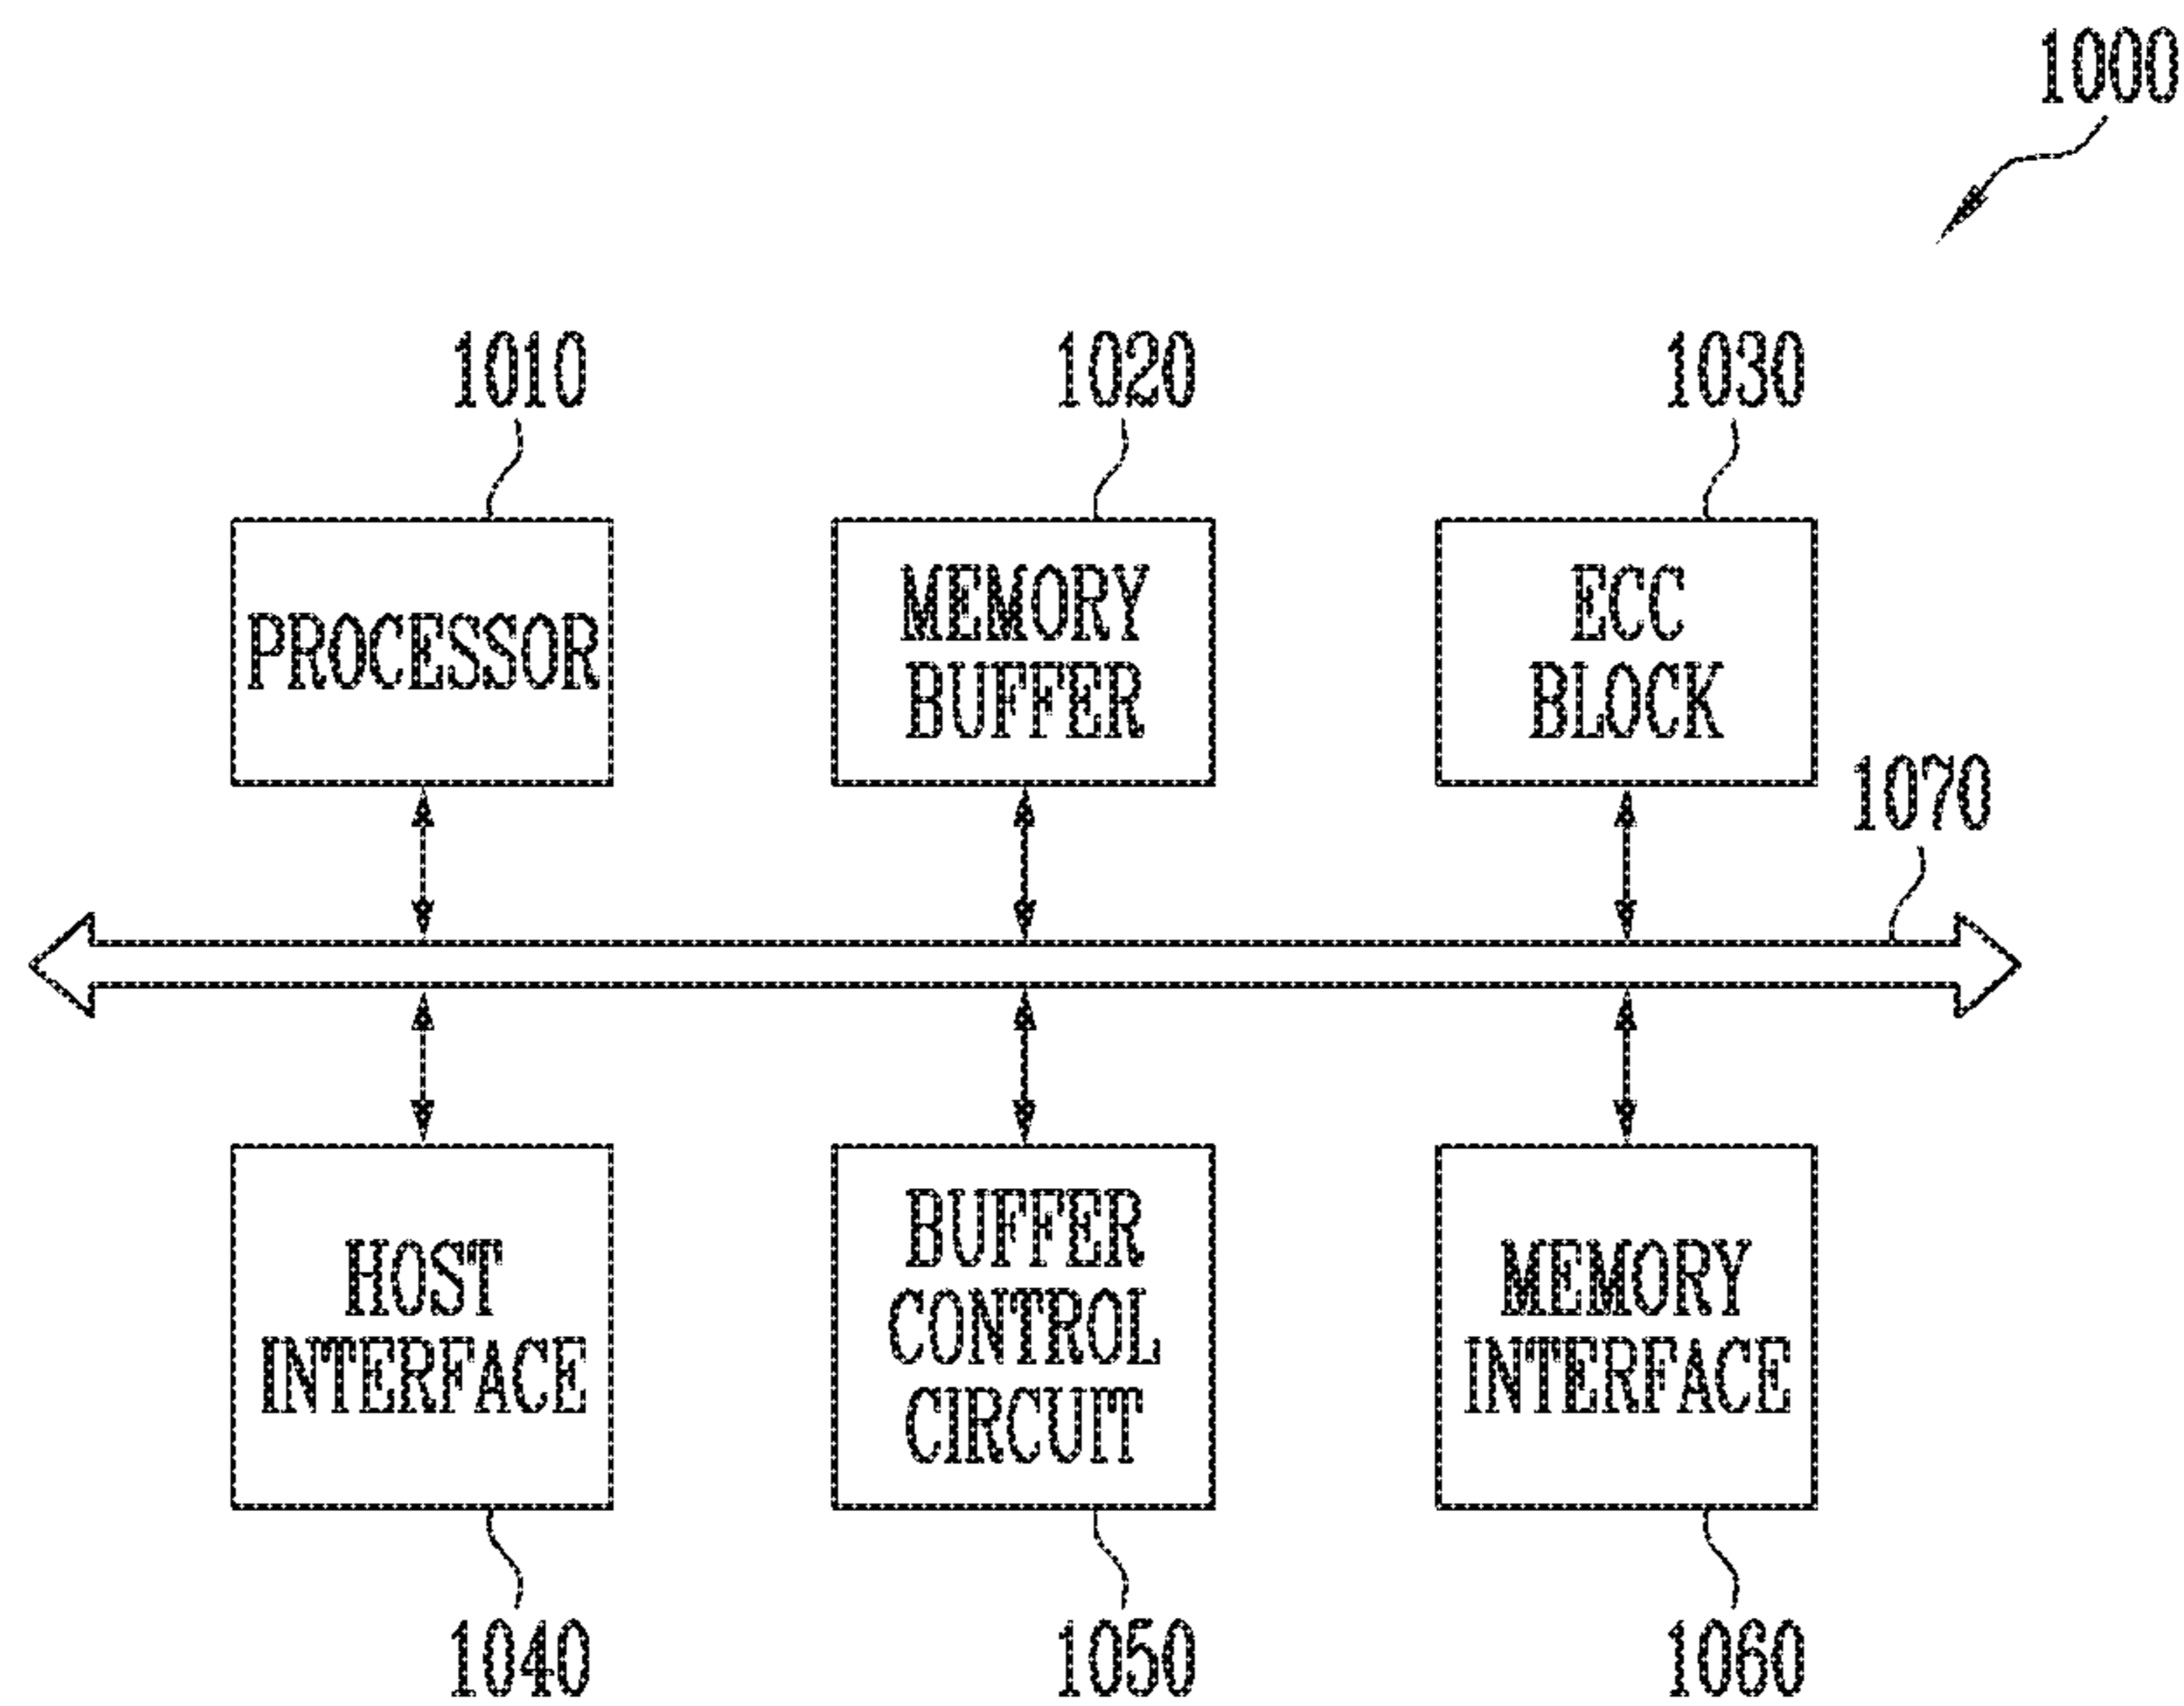 1000
1010
1020
1030
PROCESSOR
MEMORY
BUFFER
ECC
BLOCK
1070
HOST
INTERFACE
BUFFER
CONTROL
CIRCUIT
MEMORY
INTERFACE
1040
1050
1060